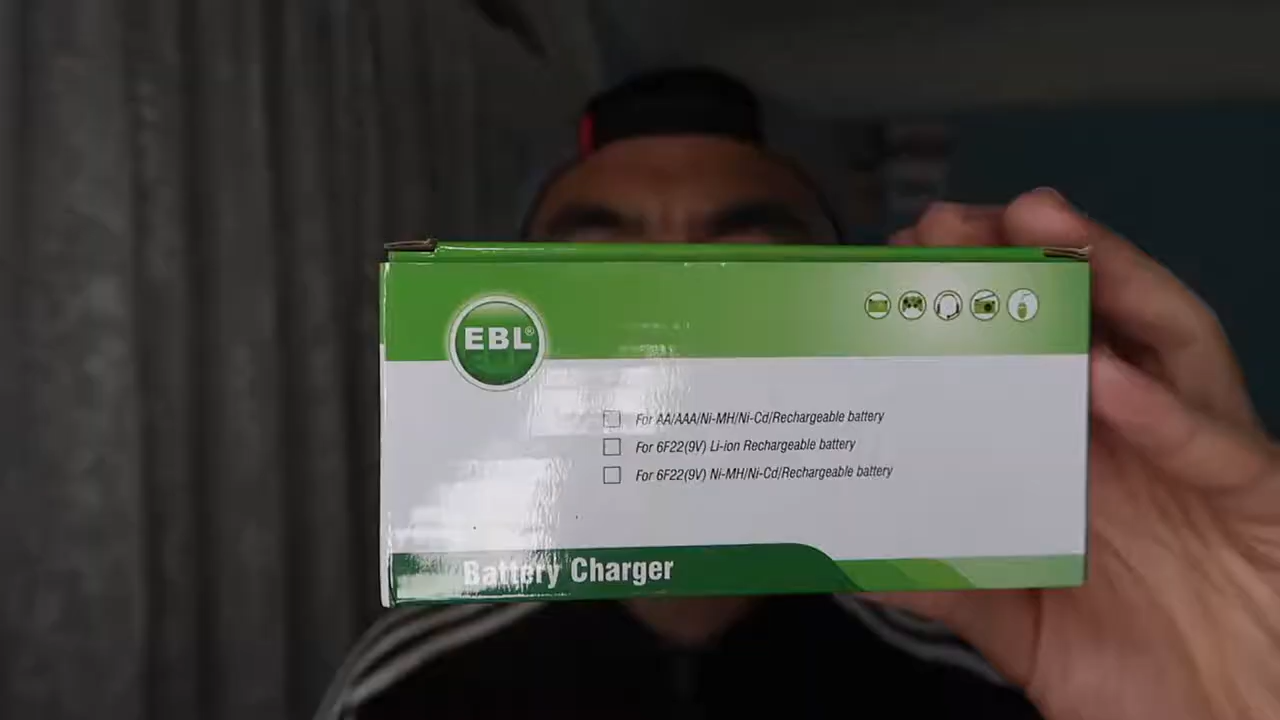 EBL®
For AA/AAA/Ni-MH/Ni-Cd/Rechargeable battery
For 6F22(9V) Li-ion Rechargeable battery
For 6F22(9V) Ni-MH/Ni-Cd/Rechargeable battery
Battery Charger